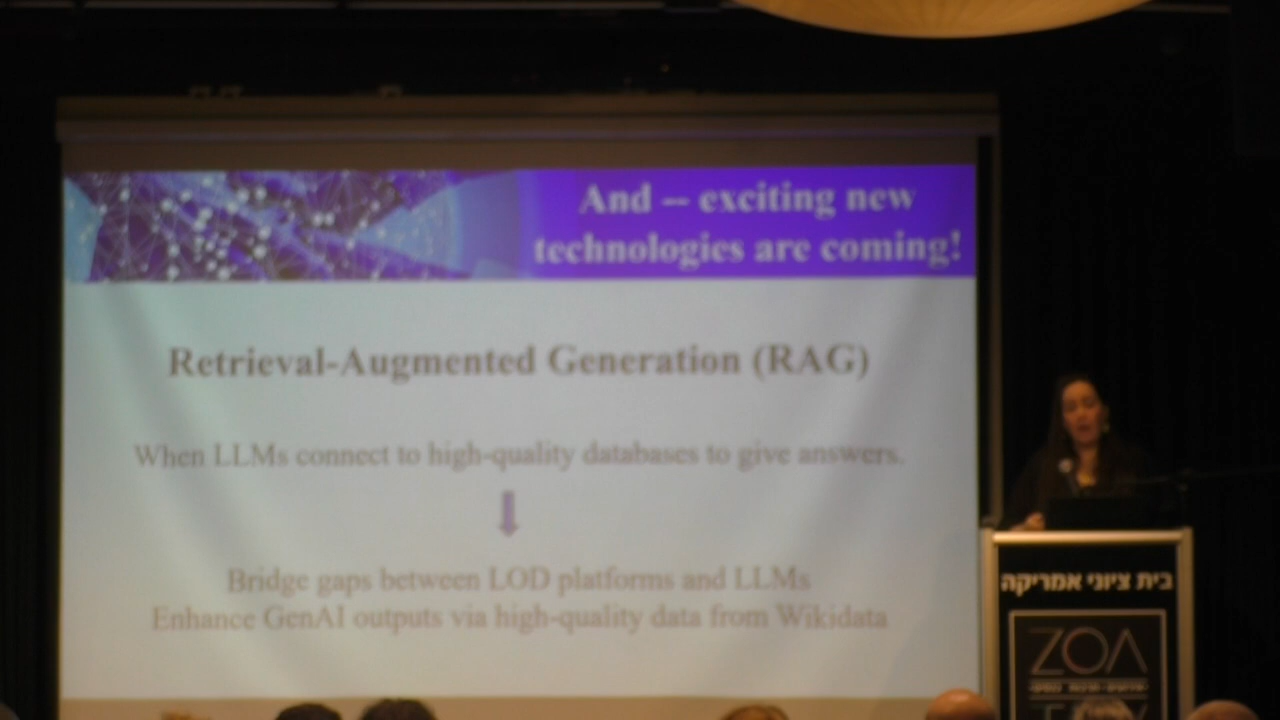 And -- exciting new
technologies are coming!
Retrieval-Augmented Generation (RAG)
When LLMs connect to high-quality databases to give answers.
Bridge gaps between LOD platforms and LLMs
Enhance GenAI outputs via high-quality data from Wikidata
בית ציוני אמריקה
ZOA